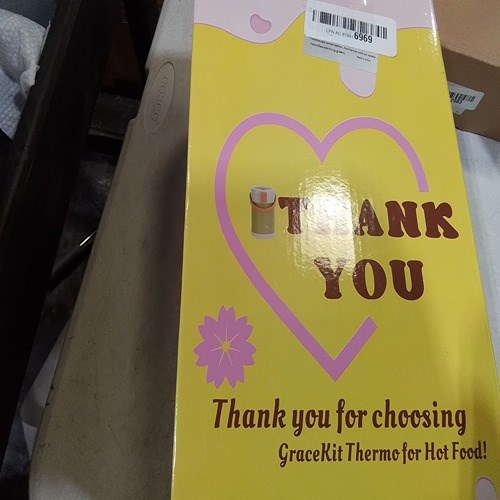 6969
THANK
YOU
Thank you for choosing
GraceKit Thermo for Hot Food!